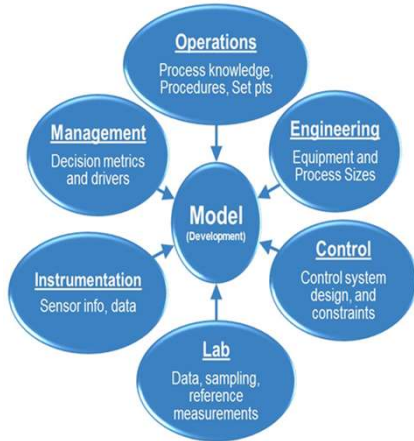 Operations
Process knowledge,
Procedures, Set pts
Management
Decision metrics
and drivers
Engineering
Equipment and
Process Sizes
Model
(Development)
Instrumentation
Sensor info, data
Control
Control system
design, and
constraints
Lab
Data, sampling,
reference
measurements